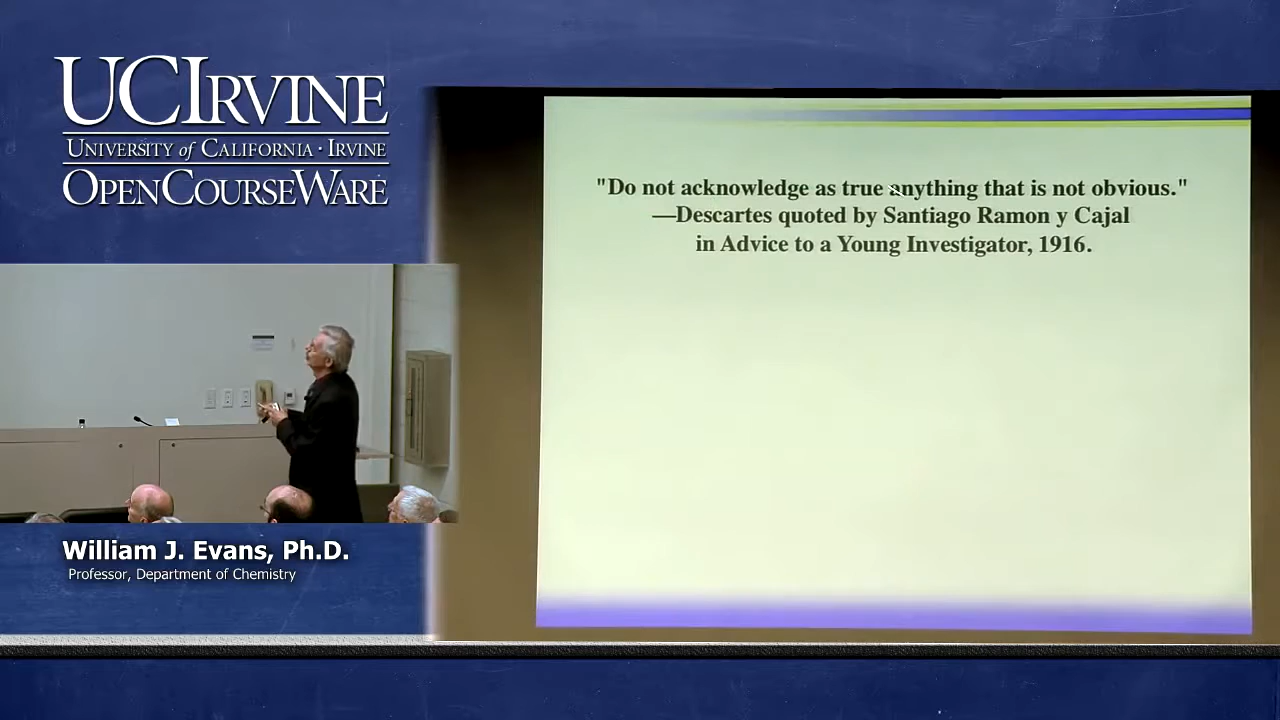 UCIRVINE
UNIVERSITY of CALIFORNIA · IRVINE
OPENCOURSEWARE
"Do not acknowledge as true anything that is not obvious."
—Descartes quoted by Santiago Ramon y Cajal
in Advice to a Young Investigator, 1916.
William J. Evans, Ph.D.
Professor, Department of Chemistry